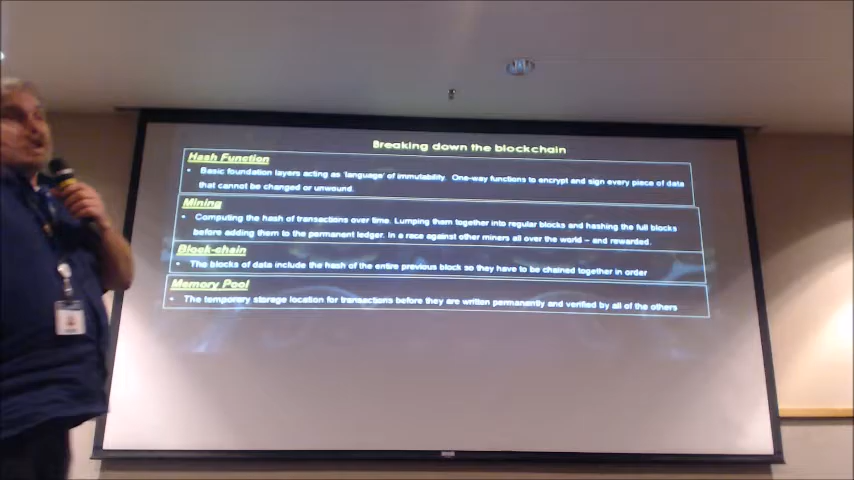 Breaking down the blockchain
Hash Function
• Basic foundation layers acting as 'language' of immutability. One-way functions to encrypt and sign every piece of data
that cannot be changed or unwound.
Mining
• Computing the hash of transactions over time. Lumping them together into regular blocks and hashing the full blocks
before adding them to the permanent ledger. In a race against other miners all over the world – and rewarded.
Block-chain
• The blocks of data include the hash of the entire previous block so they have to be chained together in order
Memory Pool
• The temporary storage location for transactions before they are written permanently and verified by all of the others